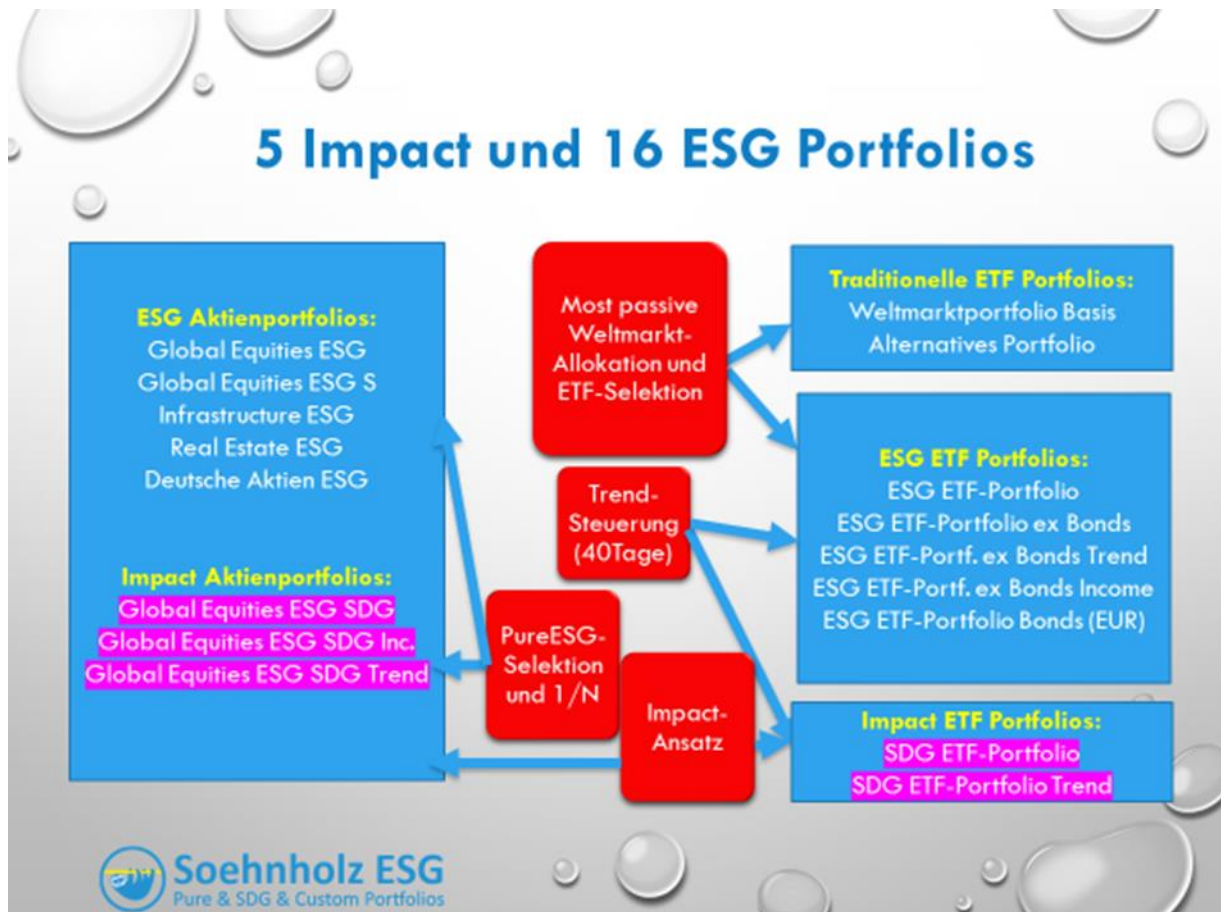 5 Impact und 16 ESG Portfolios
ESG Aktienportfolios:
Global Equities ESG
Global Equities ESG S
Infrastructure ESG
Real Estate ESG
Deutsche Aktien ESG
Impact Aktienportfolios:
Global Equities ESG SDG
Global Equities ESG SDG Inc.
Global Equities ESG SDG Trend
Most passive
Weltmarkt-
Allokation und
ETF-Selektion
Trend-
Steuerung
(40Tage)
PureESG-
Selektion
und 1/N
Impact-
Ansatz
Traditionelle ETF Portfolios:
Weltmarktportfolio Basis
Alternatives Portfolio
ESG ETF Portfolios:
ESG ETF-Portfolio
ESG ETF-Portfolio ex Bonds
ESG ETF-Portf. ex Bonds Trend
ESG ETF-Portf. ex Bonds Income
ESG ETF-Portfolio Bonds (EUR)
Impact ETF Portfolios:
SDG ETF-Portfolio
SDG ETF-Portfolio Trend
Soehnholz ESG
Pure & SDG & Custom Portfolios